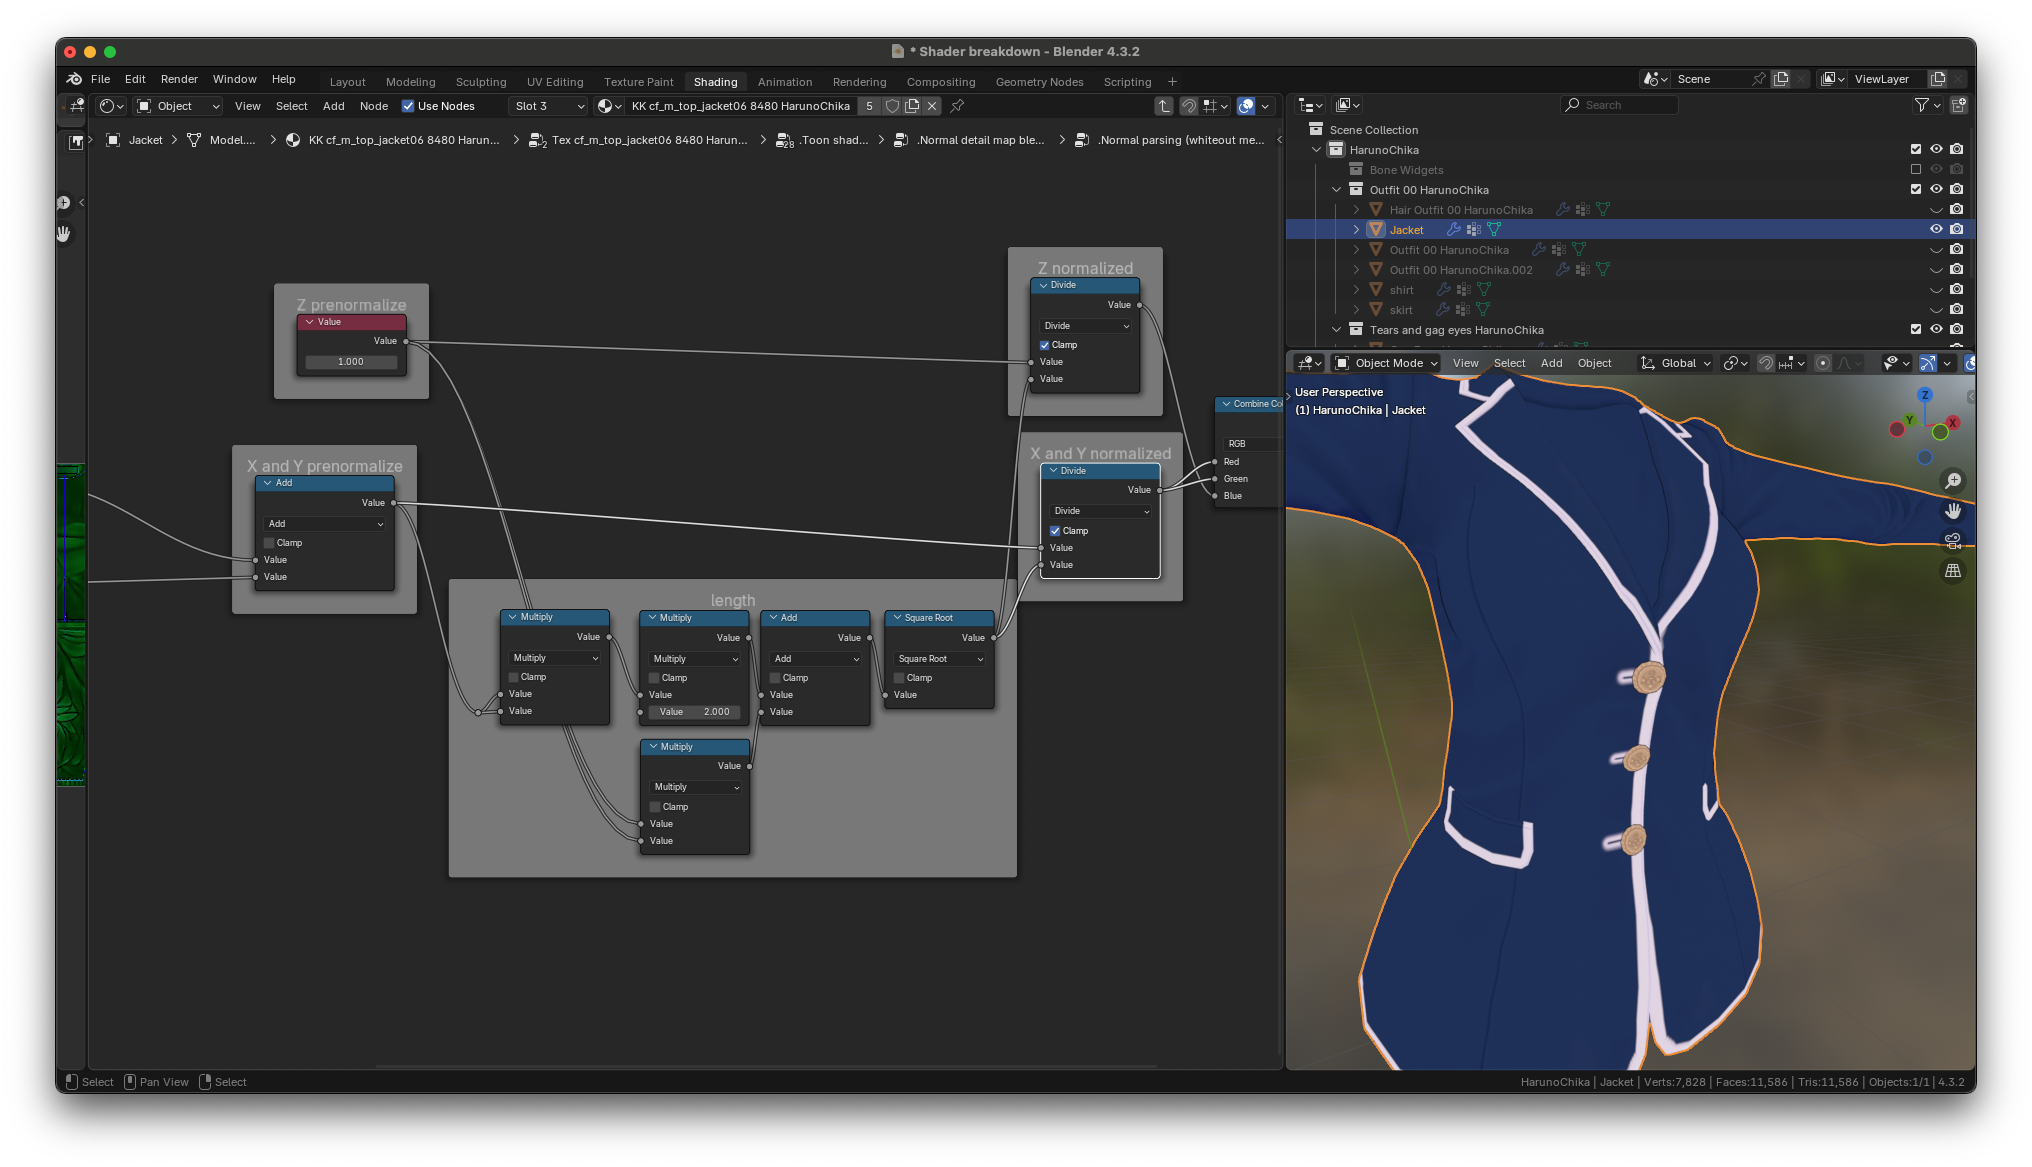 * Shader breakdown - Blender 4.3.2
File Edit Render Window Help
Layout Modeling Sculpting UV Editing Texture Paint Shading Animation Rendering Compositing Geometry Nodes Scripting +
Scene
ViewLayer
Object View Select Add Node Use Nodes Slot 3 KK cf_m_top_jacket06 8480 HarunoChika 5
Search
Jacket Model.... KK cf_m_top_jacket06 8480 Harun... 2 Tex cf_m_top_jacket06 8480 Harun... 28 .Toon shad... .Normal detail map ble... .Normal parsing (whiteout me...
Scene Collection
HarunoChika
Bone Widgets
Outfit 00 HarunoChika
Hair Outfit 00 HarunoChika
Jacket
Outfit 00 HarunoChika
Outfit 00 HarunoChika.002
shirt
skirt
Tears and gag eyes HarunoChika
Object Mode View Select Add Object Global
User Perspective
(1) HarunoChika | Jacket
Z
Y
X
Z prenormalize
Value
Value
1.000
X and Y prenormalize
Add
Value
Add
Clamp
Value
Value
length
Multiply
Value
Multiply
Clamp
Value
Value
Multiply
Value
Multiply
Clamp
Value
Value 2.000
Add
Value
Add
Clamp
Value
Value
Square Root
Value
Square Root
Clamp
Value
Multiply
Value
Multiply
Clamp
Value
Value
Z normalized
Divide
Value
Divide
Clamp
Value
Value
X and Y normalized
Divide
Value
Divide
Clamp
Value
Value
Combine Co
RGB
Red
Green
Blue
Select Pan View Select
HarunoChika | Jacket | Verts:7,828 | Faces:11,586 | Tris:11,586 | Objects:1/1 | 4.3.2